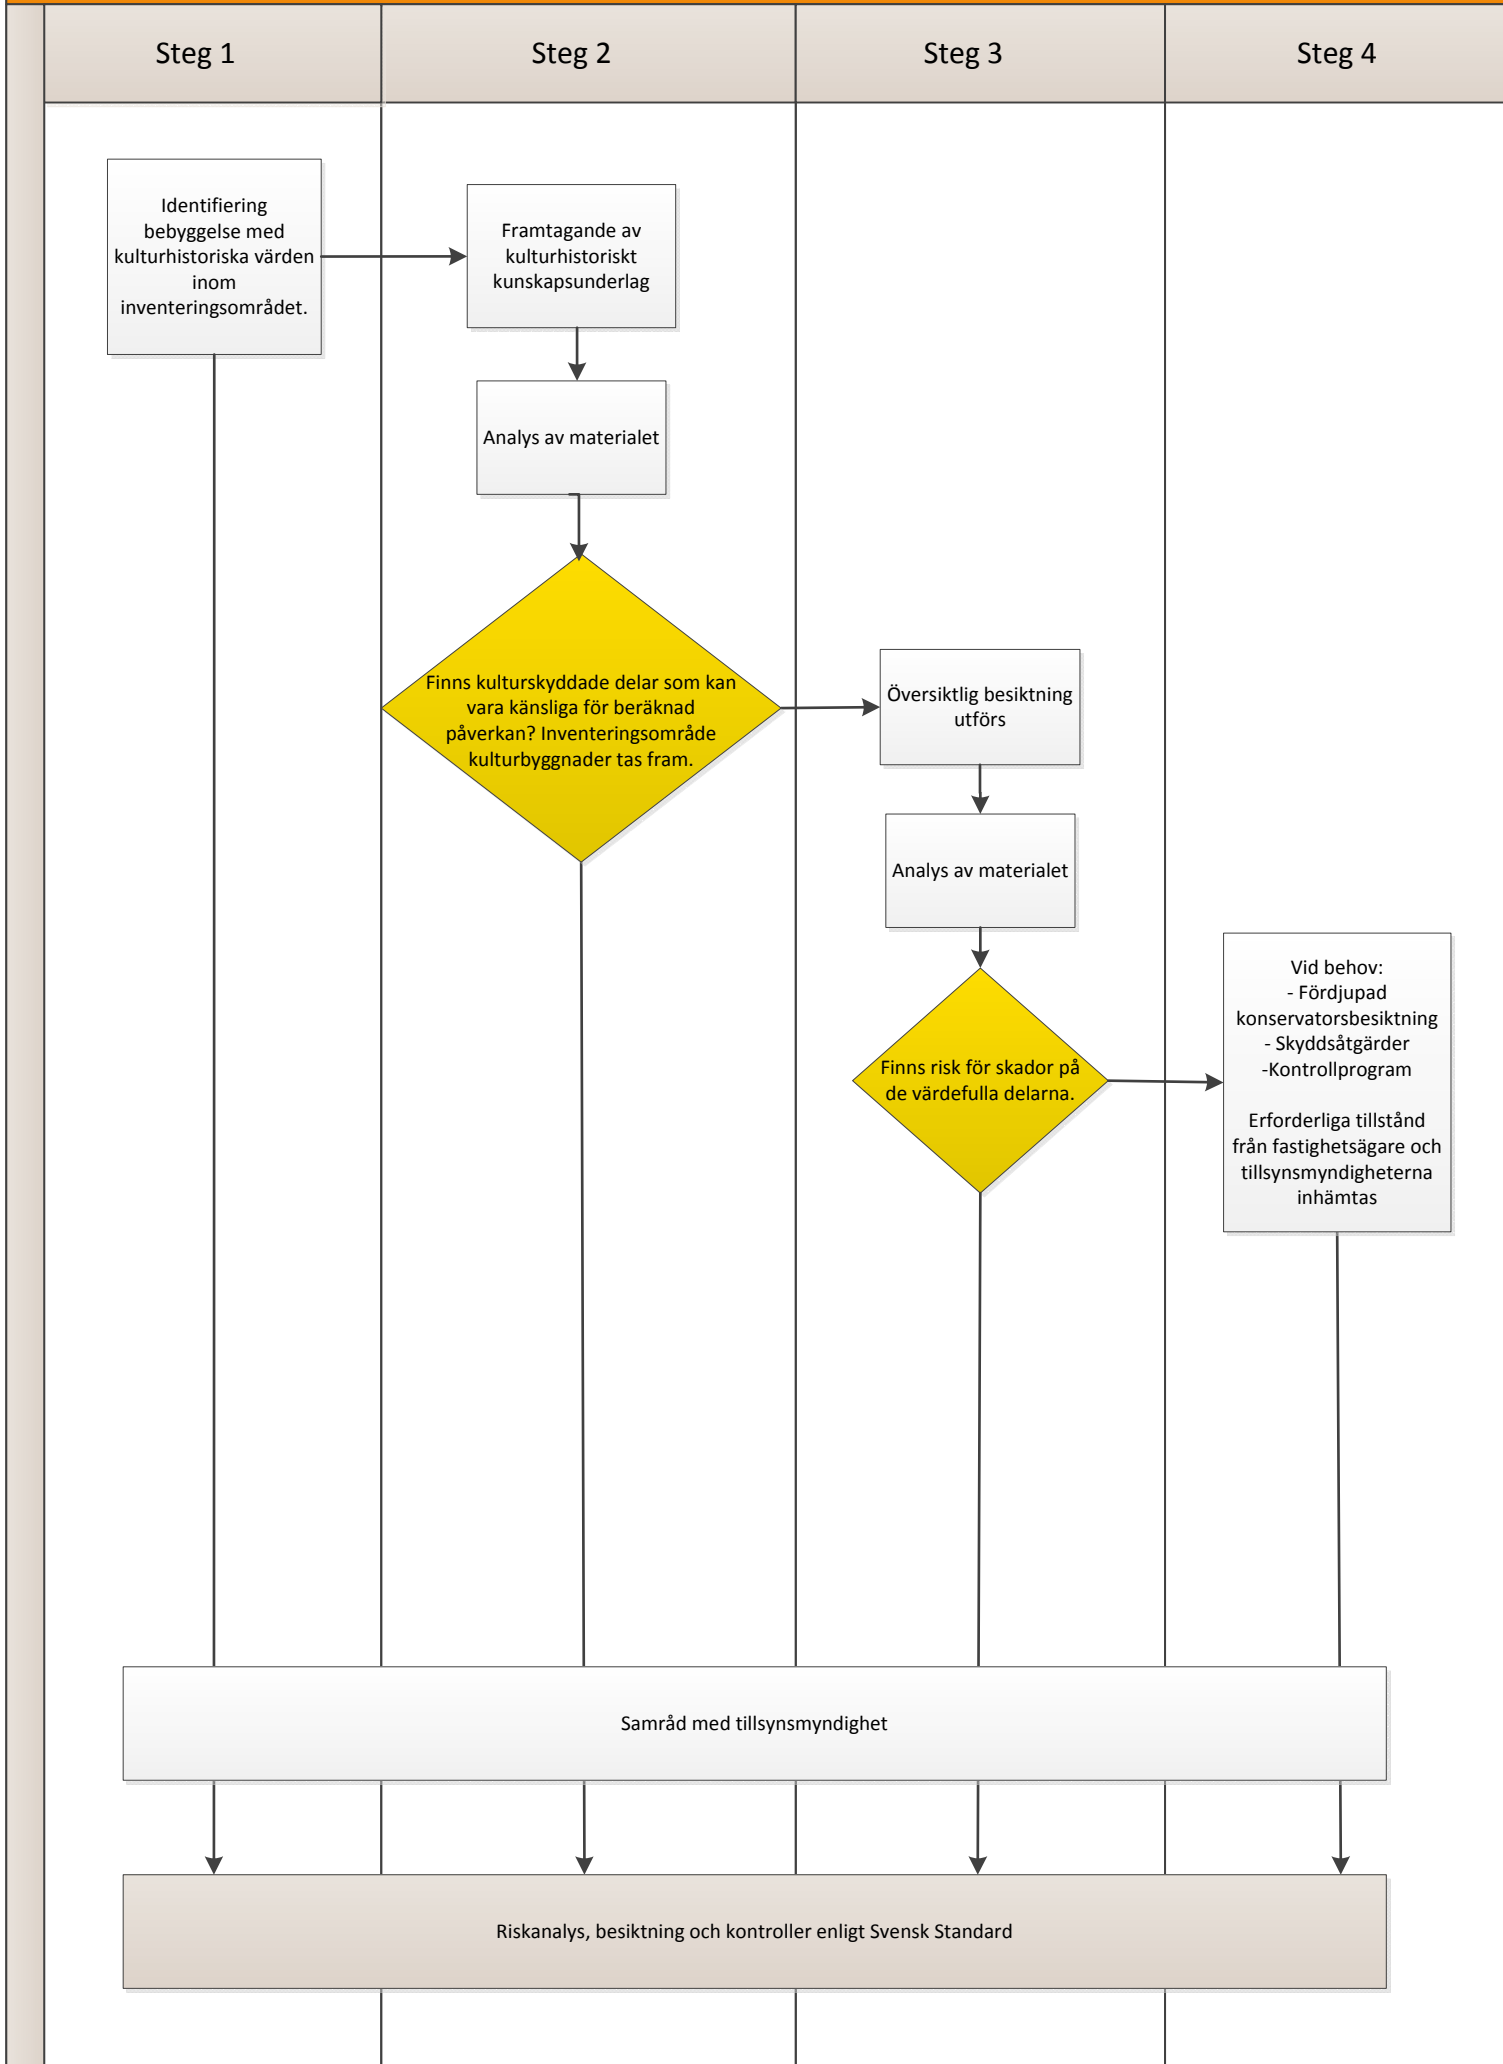 Steg 1
Steg 2
Steg 3
Steg 4
Identifiering
bebyggelse med
kulturhistoriska värden
inom
inventeringsområdet.
Framtagande av
kulturhistoriskt
kunskapsunderlag
Analys av materialet
Finns kulturskyddade delar som kan
vara känsliga för beräknad
påverkan? Inventeringsområde
kulturbyggnader tas fram.
Översiktlig besiktning
utförs
Analys av materialet
Finns risk för skador på
de värdefulla delarna.
Vid behov:
- Fördjupad
konservatorsbesiktning
- Skyddsåtgärder
-Kontrollprogram
Erforderliga tillstånd
från fastighetsägare och
tillsynsmyndigheterna
inhämtas
Samråd med tillsynsmyndighet
Riskanalys, besiktning och kontroller enligt Svensk Standard